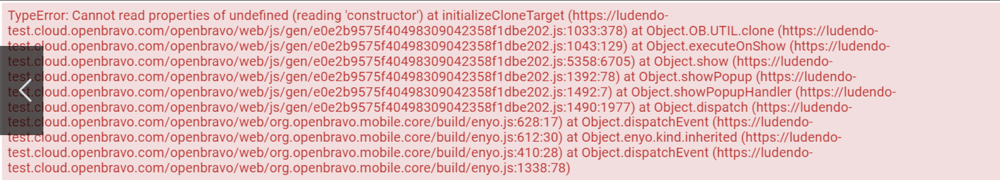 TypeError: Cannot read properties of undefined (reading 'constructor') at initializeCloneTarget (https://ludendo-
test.cloud.openbravo.com/openbravo/web/js/gen/e0e2b9575f40498309042358f1dbe202.js:1033:378) at Object.OB.UTIL.clone (https://ludendo-
test.cloud.openbravo.com/openbravo/web/js/gen/e0e2b9575f40498309042358f1dbe202.js:1043:129) at Object.executeOnShow (https://ludendo-
test.cloud.openbravo.com/openbravo/web/js/gen/e0e2b9575f40498309042358f1dbe202.js:5358:6705) at Object.show (https://ludendo-
test.cloud.openbravo.com/openbravo/web/js/gen/e0e2b9575f40498309042358f1dbe202.js:1392:78) at Object.showPopup (https://ludendo-
test.cloud.openbravo.com/openbravo/web/js/gen/e0e2b9575f40498309042358f1dbe202.js:1492:7) at Object.showPopupHandler (https://ludendo-
test.cloud.openbravo.com/openbravo/web/js/gen/e0e2b9575f40498309042358f1dbe202.js:1490:1977) at Object.dispatch (https://ludendo-
test.cloud.openbravo.com/openbravo/web/org.openbravo.mobile.core/build/enyo.js:628:17) at Object.dispatchEvent (https://ludendo-
test.cloud.openbravo.com/openbravo/web/org.openbravo.mobile.core/build/enyo.js:612:30) at Object.enyo.kind.inherited (https://ludendo-
test.cloud.openbravo.com/openbravo/web/org.openbravo.mobile.core/build/enyo.js:410:28) at Object.dispatchEvent (https://ludendo-
test.cloud.openbravo.com/openbravo/web/org.openbravo.mobile.core/build/enyo.js:1338:78)